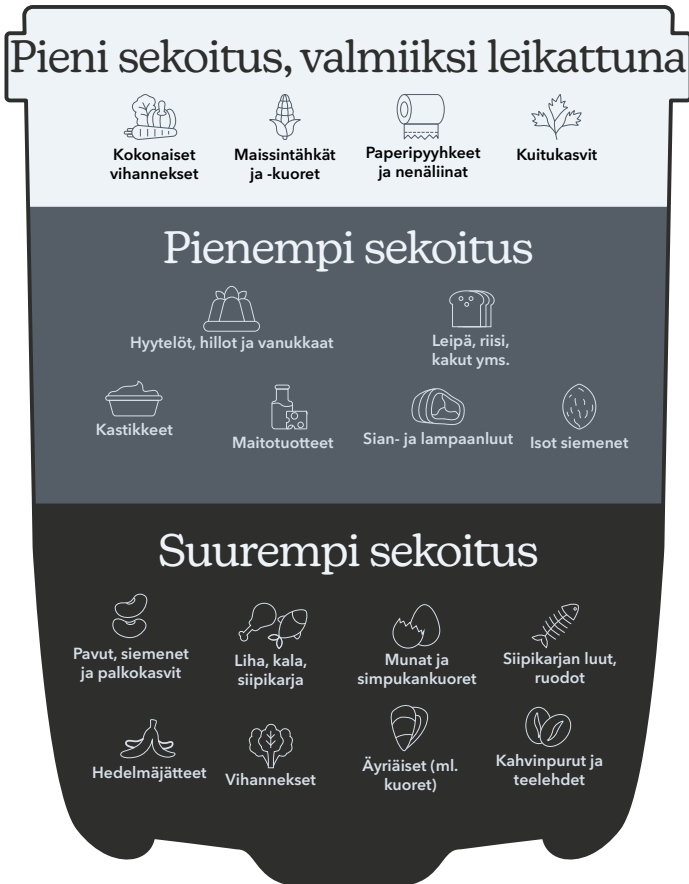 Pieni sekoitus, valmiiksi leikattuna
Kokonaiset
vihannekset
Maissintähkät
ja -kuoret
Paperipyyhkeet
ja nenäliinat
Kuitukasvit
Pienempi sekoitus
Hyytelöt, hillot ja vanukkaat
Leipä, riisi,
kakut yms.
Kastikkeet
Maitotuotteet
Sian- ja lampaanluut
Isot siemenet
Suurempi sekoitus
Pavut, siemenet
ja palkokasvit
Liha, kala,
siipikarja
Munat ja
simpukankuoret
Siipikarjan luut,
ruodot
Hedelmäjätteet
Vihannekset
Äyriäiset (ml.
kuoret)
Kahvinpurut ja
teelehdet